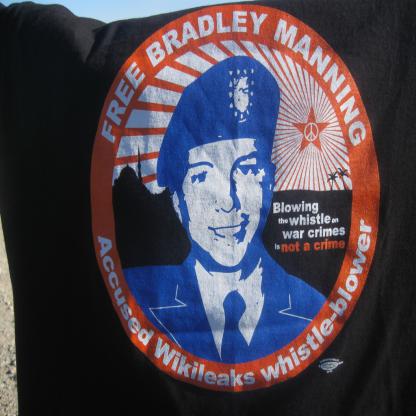 FREE BRADLEY MANNING
Blowing
the whistle on
war crimes
is not a crime
Accused Wikileaks whistle-blower